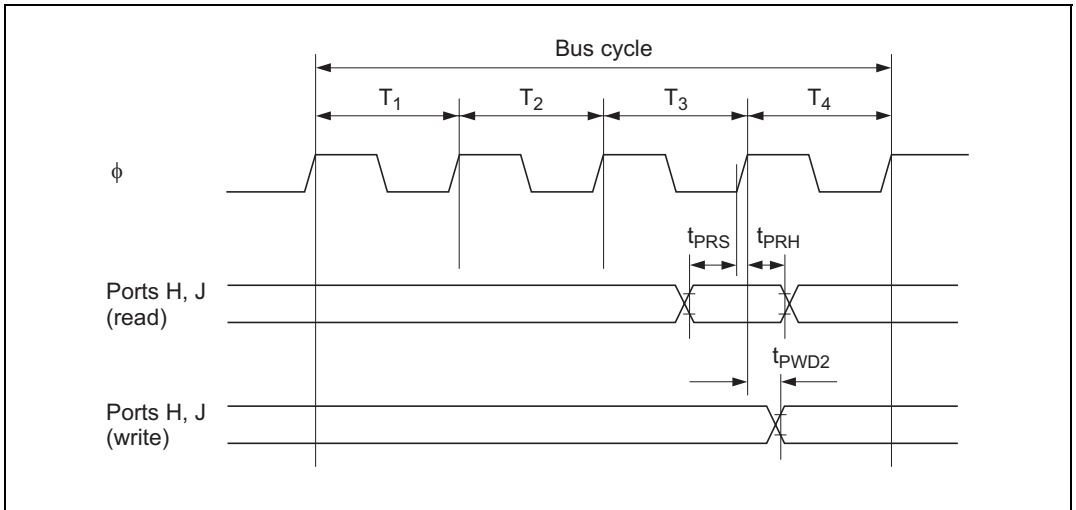 Bus cycle
T1 T2 T3 T4
ϕ
tPRS tPRH
Ports H, J
(read)
tPWD2
Ports H, J
(write)